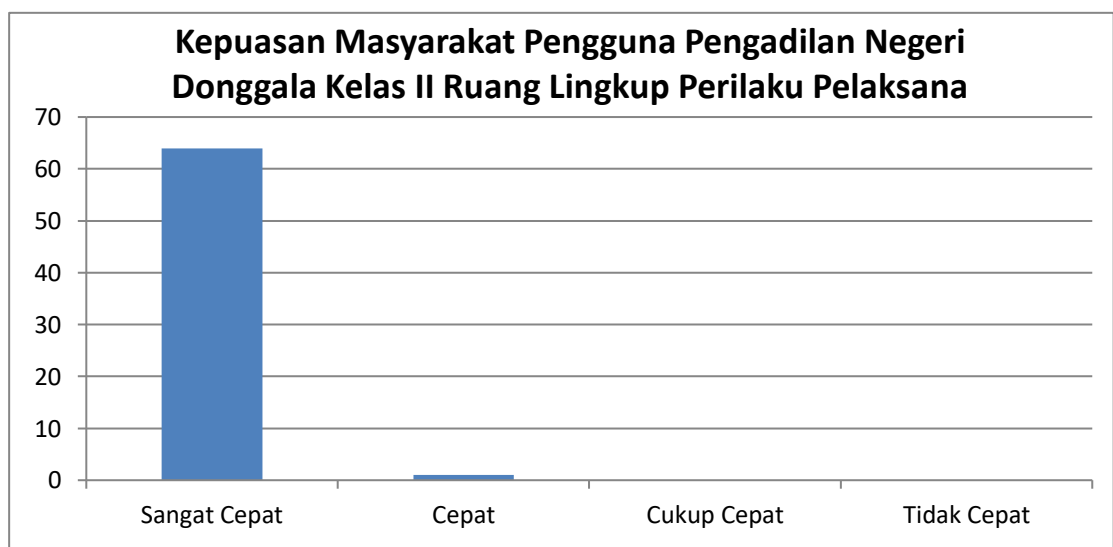 Kepuasan Masyarakat Pengguna Pengadilan Negeri
Donggala Kelas II Ruang Lingkup Perilaku Pelaksana
70
60
50
40
30
20
10
0
Sangat Cepat
Cepat
Cukup Cepat
Tidak Cepat